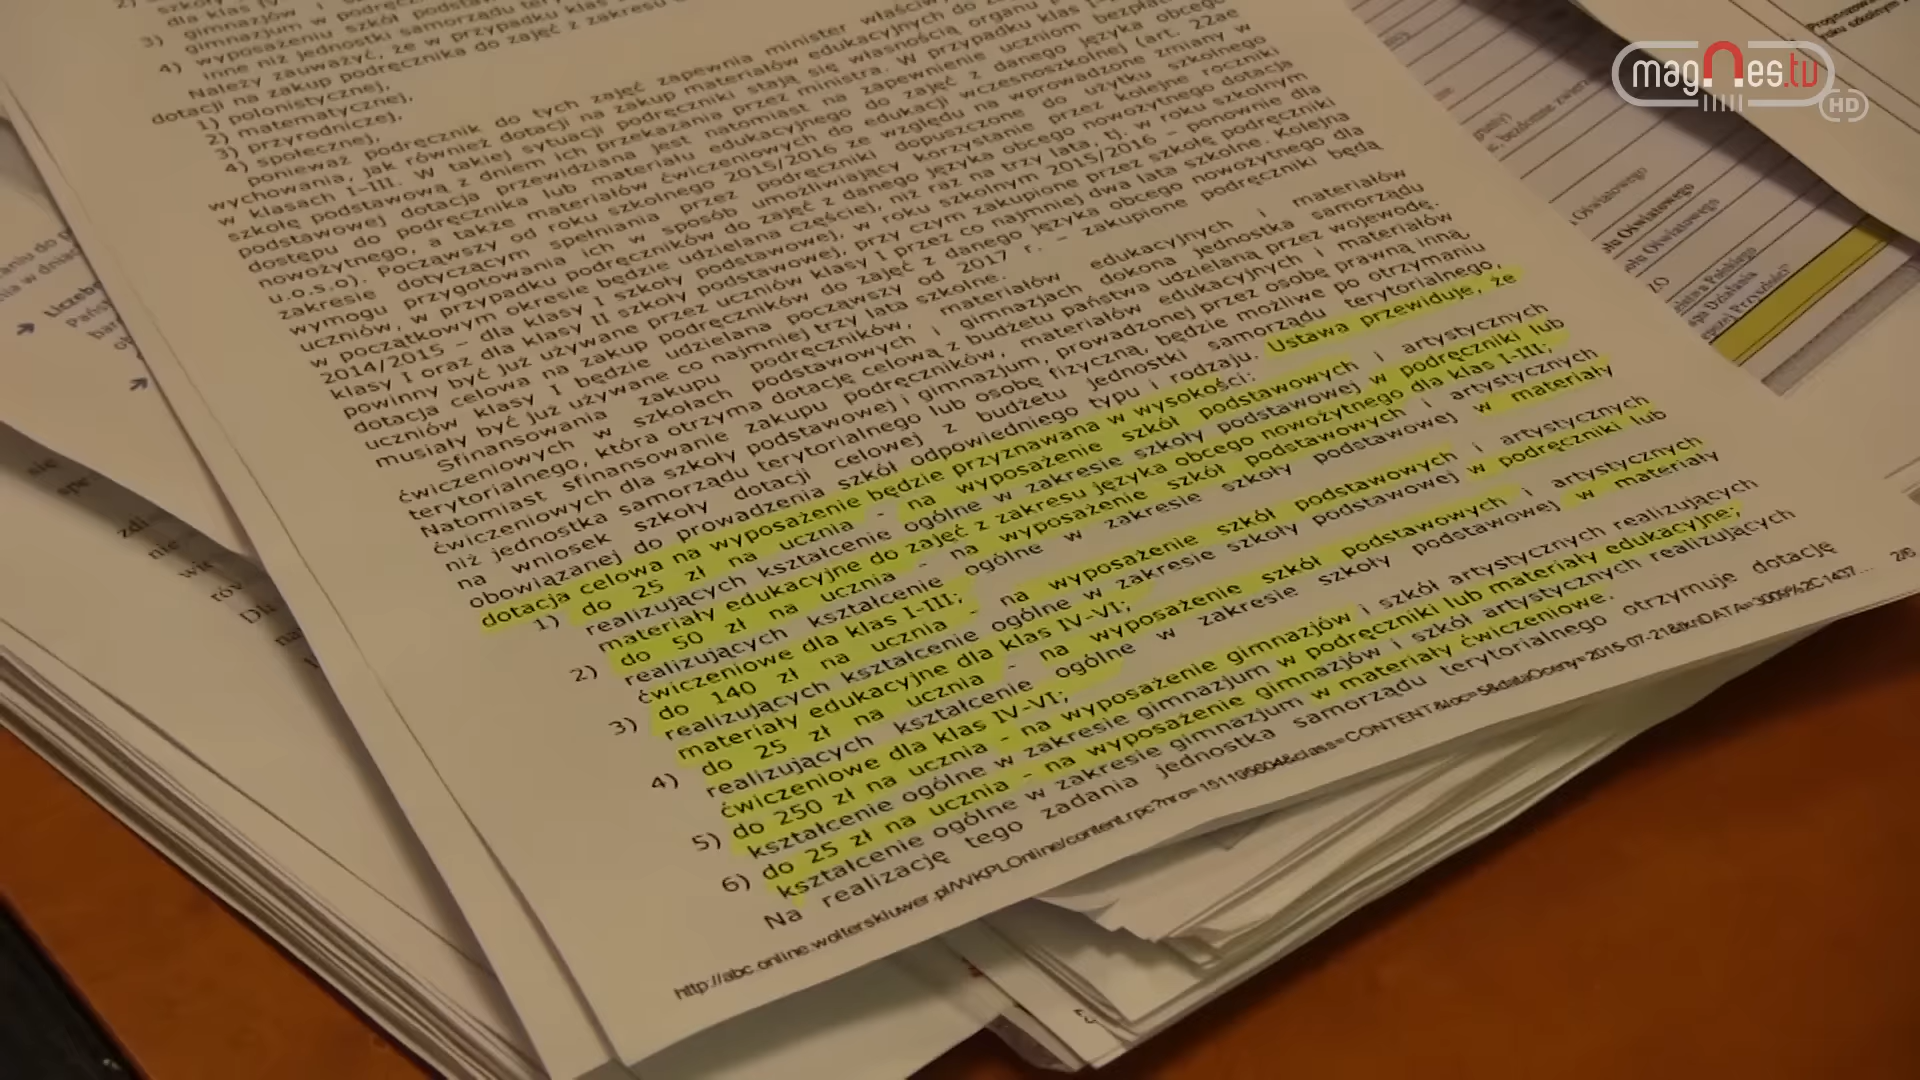 3) gimnazjum w podręczniki
4) wyposażeniu szkół podstawowych
inne niż jednostki samorządu
Należy zauważyć, że w przypadku klas
dotacji na zakup podręcznika do zajęć z zakresu
1) polonistycznej,
2) matematycznej,
3) przyrodniczej,
4) społecznej,
ponieważ podręcznik do tych zajęć zapewnia minister właściwy
wychowania, jak również dotacji na zakup materiałów edukacyjnych do
w klasach I-III. W takiej sytuacji podręczniki stają się własnością organu
szkołę podstawową z dniem ich przekazania przez ministra. W przypadku klas
podstawowej dotacja przewidziana jest natomiast na zapewnienie uczniom
dostępu do podręcznika lub materiału edukacyjnego do zajęć z danego języka obcego
nowożytnego, a także materiałów ćwiczeniowych do edukacji wczesnoszkolnej (art. 22ae
u.o.s.o). Począwszy od roku szkolnego 2015/2016 ze względu na wprowadzone zmiany w
zakresie dotyczącym spełniania przez podręczniki dopuszczone do użytku szkolnego
wymogu przygotowania ich w sposób umożliwiający korzystanie przez kolejne roczniki
uczniów, w przypadku podręczników do zajęć z danego języka obcego nowożytnego dotacja
w początkowym okresie będzie udzielana częściej, niż raz na trzy lata, tj. w roku szkolnym
2014/2015 – dla klasy I szkoły podstawowej, w roku szkolnym 2015/2016 – ponownie dla
klasy I oraz dla klasy II szkoły podstawowej, przy czym zakupione przez szkołę podręczniki
powinny być już używane przez uczniów klasy I przez co najmniej dwa lata szkolne. Kolejna
dotacja celowa na zakup podręczników do zajęć z danego języka obcego nowożytnego dla
uczniów klasy I będzie udzielana począwszy od 2017 r. – zakupione podręczniki będą
musiały być już używane co najmniej trzy lata szkolne.
Sfinansowania zakupu podręczników, materiałów edukacyjnych i materiałów
ćwiczeniowych w szkołach podstawowych i gimnazjach dokona jednostka samorządu
terytorialnego, która otrzyma dotację celową z budżetu państwa udzielaną przez wojewodę.
Natomiast sfinansowanie zakupu podręczników, materiałów edukacyjnych i materiałów
ćwiczeniowych dla szkoły podstawowej i gimnazjum, prowadzonej przez osobę prawną inną,
niż jednostka samorządu terytorialnego lub osobę fizyczną, będzie możliwe po otrzymaniu
na wniosek szkoły dotacji celowej z budżetu jednostki samorządu terytorialnego,
obowiązanej do prowadzenia szkół odpowiedniego typu i rodzaju. Ustawa przewiduje, że
dotacja celowa na wyposażenie będzie przyznawana w wysokości:
1) do 25 zł na ucznia - na wyposażenie szkół podstawowych i artystycznych
realizujących kształcenie ogólne w zakresie szkoły podstawowej w podręczniki lub
materiały edukacyjne do zajęć z zakresu języka obcego nowożytnego dla klas I-III;
2) do 50 zł na ucznia - na wyposażenie szkół podstawowych i artystycznych
realizujących kształcenie ogólne w zakresie szkoły podstawowej w materiały
ćwiczeniowe dla klas I-III;
3) do 140 zł na ucznia - na wyposażenie szkół podstawowych i artystycznych
realizujących kształcenie ogólne w zakresie szkoły podstawowej w podręczniki lub
materiały edukacyjne dla klas IV-VI;
4) do 25 zł na ucznia - na wyposażenie szkół podstawowych i artystycznych
realizujących kształcenie ogólne w zakresie szkoły podstawowej w materiały
ćwiczeniowe dla klas IV-VI;
5) do 250 zł na ucznia - na wyposażenie gimnazjów i szkół artystycznych realizujących
kształcenie ogólne w zakresie gimnazjum w podręczniki lub materiały edukacyjne;
6) do 25 zł na ucznia - na wyposażenie gimnazjów i szkół artystycznych realizujących
kształcenie ogólne w zakresie gimnazjum w materiały ćwiczeniowe.
Na realizację tego zadania jednostka samorządu terytorialnego otrzymuje dotację
magnes.tv
HD